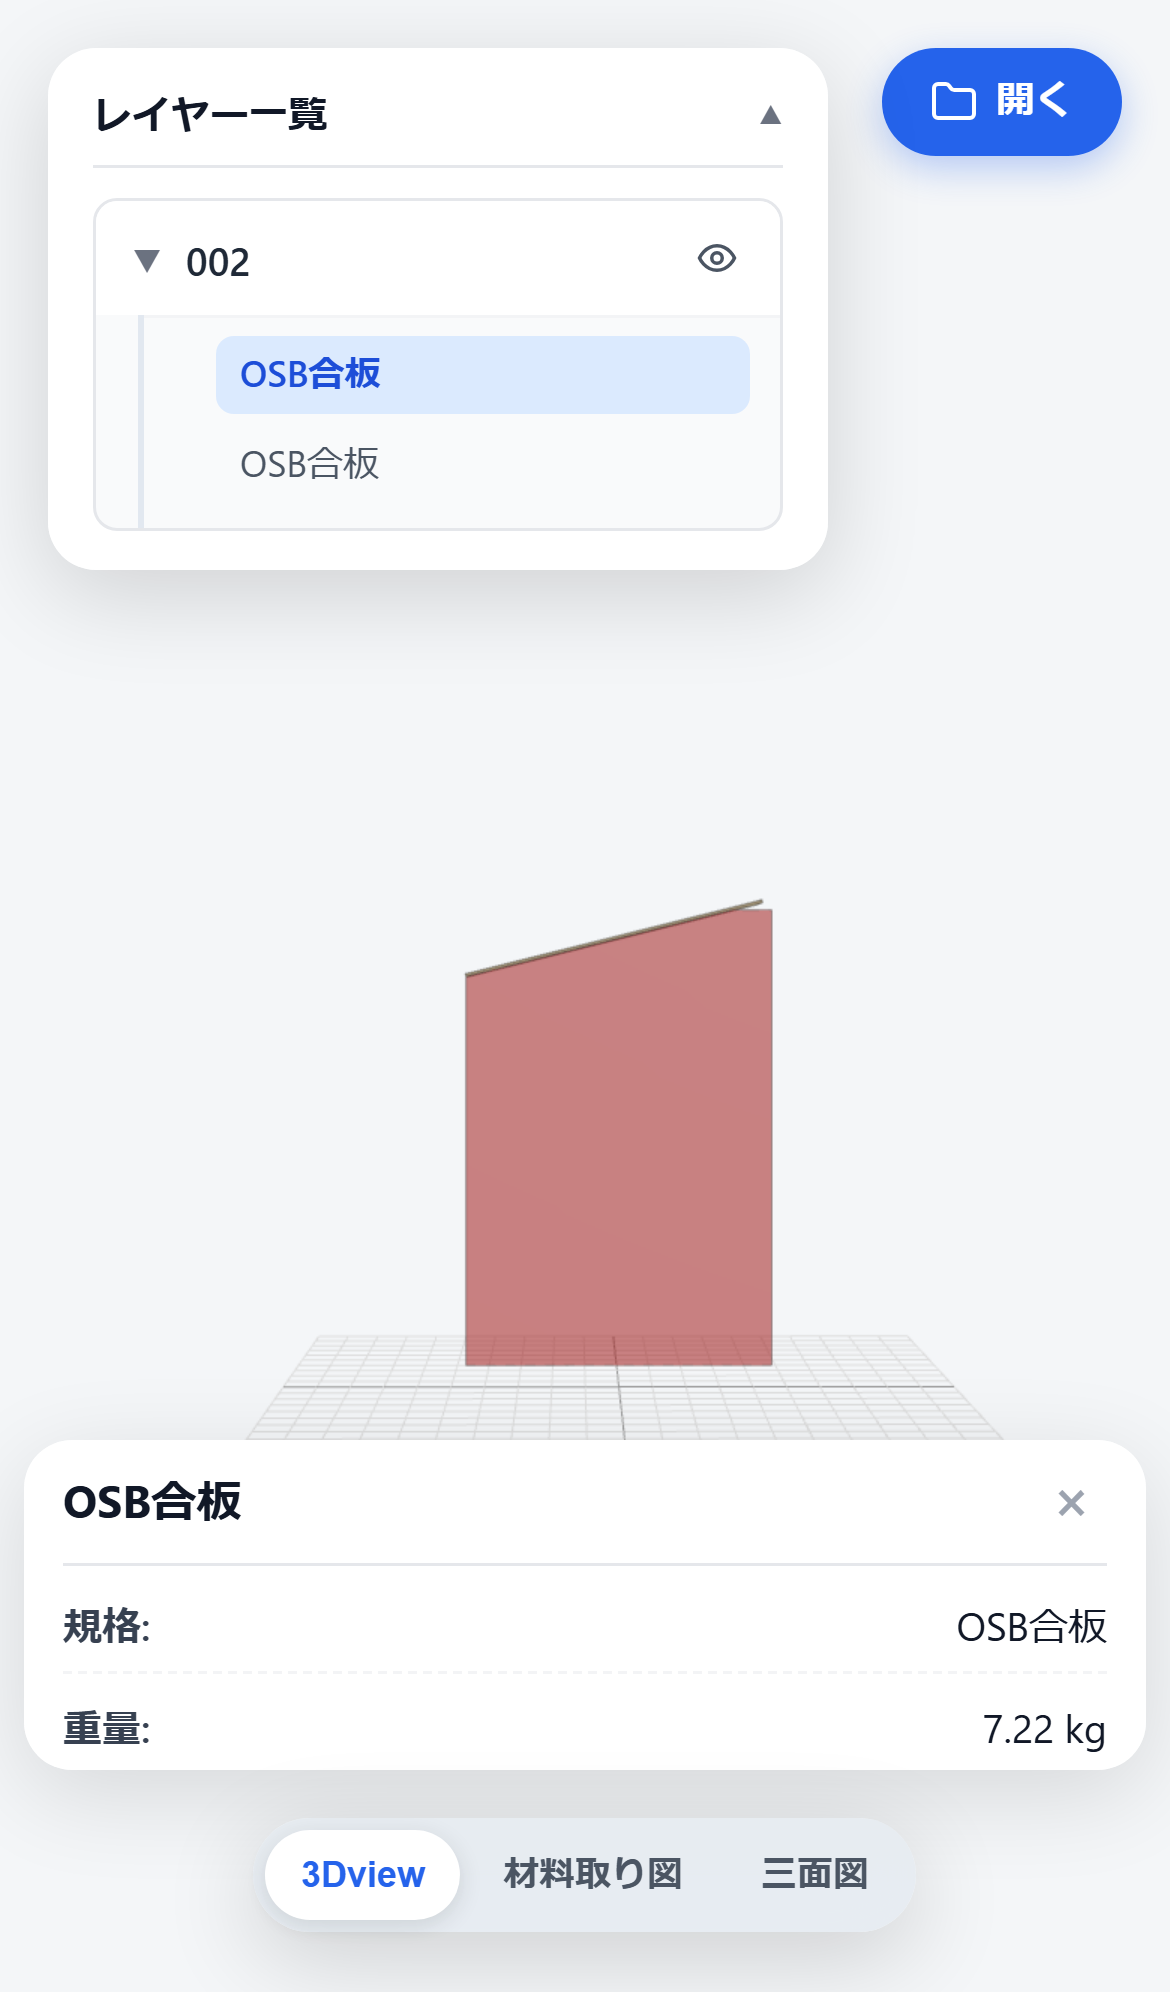 レイヤー一覧
▲
開く
▼ 002
OSB合板
OSB合板
OSB合板
×
規格: OSB合板
重量: 7.22 kg
3Dview 材料取り図 三面図